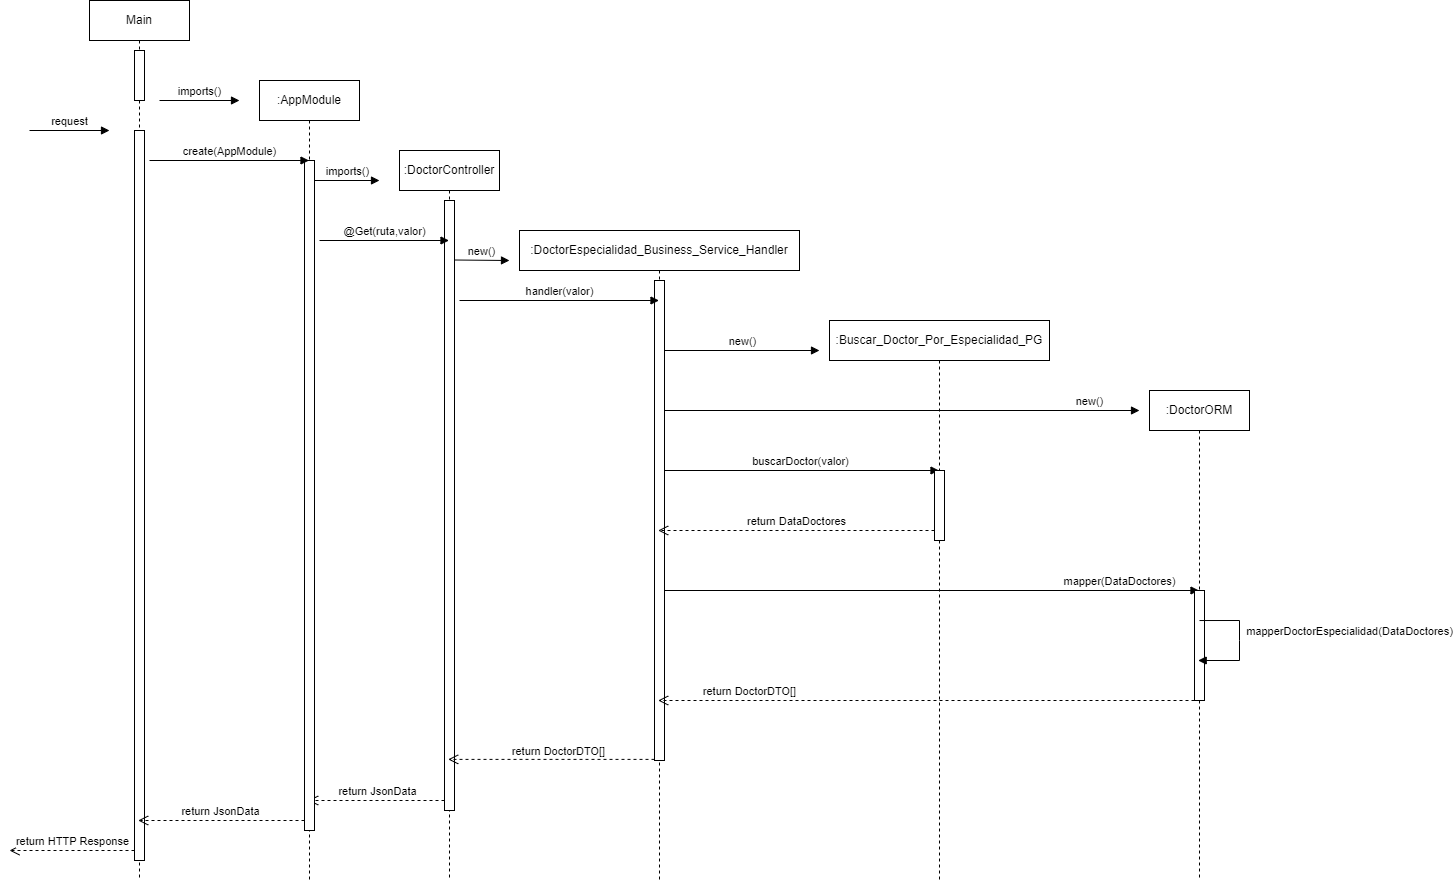 Main
imports()
:AppModule
request
create(AppModule)
imports()
:DoctorController
@Get(ruta,valor)
new()
:DoctorEspecialidad_Business_Service_Handler
handler(valor)
new()
:Buscar_Doctor_Por_Especialidad_PG
new()
:DoctorORM
buscarDoctor(valor)
return DataDoctores
mapper(DataDoctores)
mapperDoctorEspecialidad(DataDoctores)
return DoctorDTO[]
return DoctorDTO[]
return JsonData
return JsonData
return HTTP Response